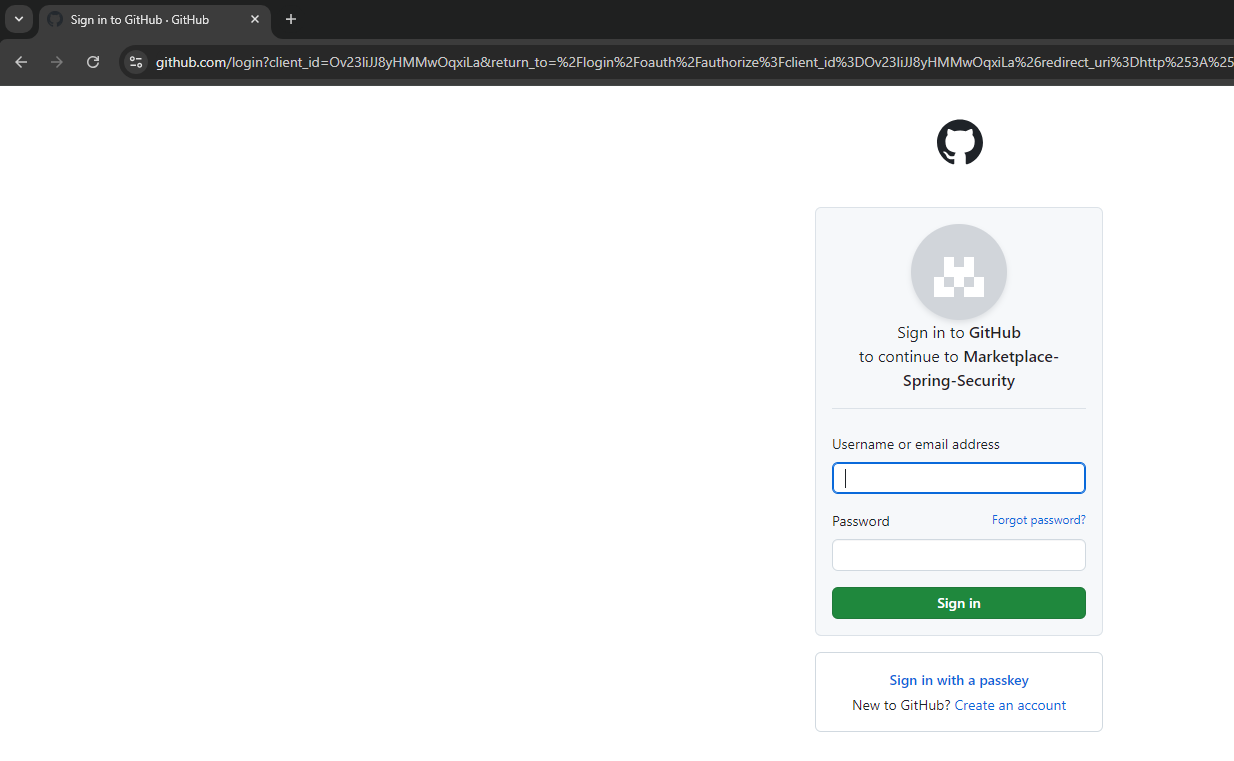 Sign in to GitHub · GitHub
github.com/login?client_id=Ov23liJJ8yHMMwOqxiLa&return_to=%2Flogin%2Foauth%2Fauthorize%3Fclient_id%3DOv23liJJ8yHMMwOqxiLa%26redirect_uri%3Dhttp%253A%25
Sign in to GitHub
to continue to Marketplace-
Spring-Security
Username or email address
Password
Forgot password?
Sign in
Sign in with a passkey
New to GitHub? Create an account